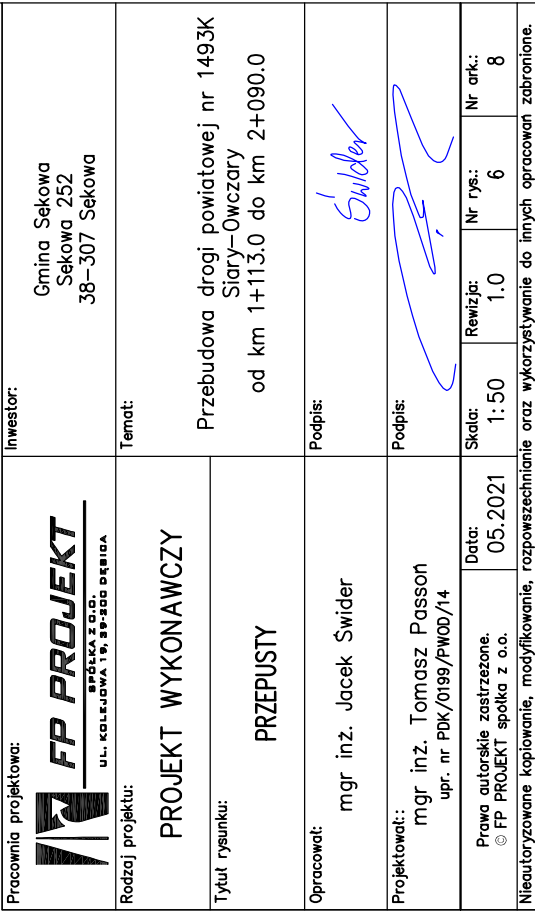 Pracownia projektowa:
FP PROJEKT
SPÓŁKA Z O.O.
UL. KOLEJOWA 19, 39-200 DĘBICA
Inwestor:
Gmina Sękowa
Sękowa 252
38-307 Sękowa
Rodzaj projektu:
PROJEKT WYKONAWCZY
Temat:
Przebudowa drogi powiatowej nr 1493K
Siary-Owczary
od km 1+113.0 do km 2+090.0
Tytuł rysunku:
PRZEPUSTY
Opracował:
mgr inż. Jacek Świder
Podpis:
Świder
Projektował::
mgr inż. Tomasz Passoń
upr. nr PDK/0199/PWOD/14
Podpis:
Prawa autorskie zastrzeżone.
© FP PROJEKT spółka z o.o.
Data:
05.2021
Skala:
1:50
Rewizja:
1.0
Nr rys.:
6
Nr ark.:
8
Nieautoryzowane kopiowanie, modyfikowanie, rozpowszechnianie oraz wykorzystywanie do innych opracowań zabronione.